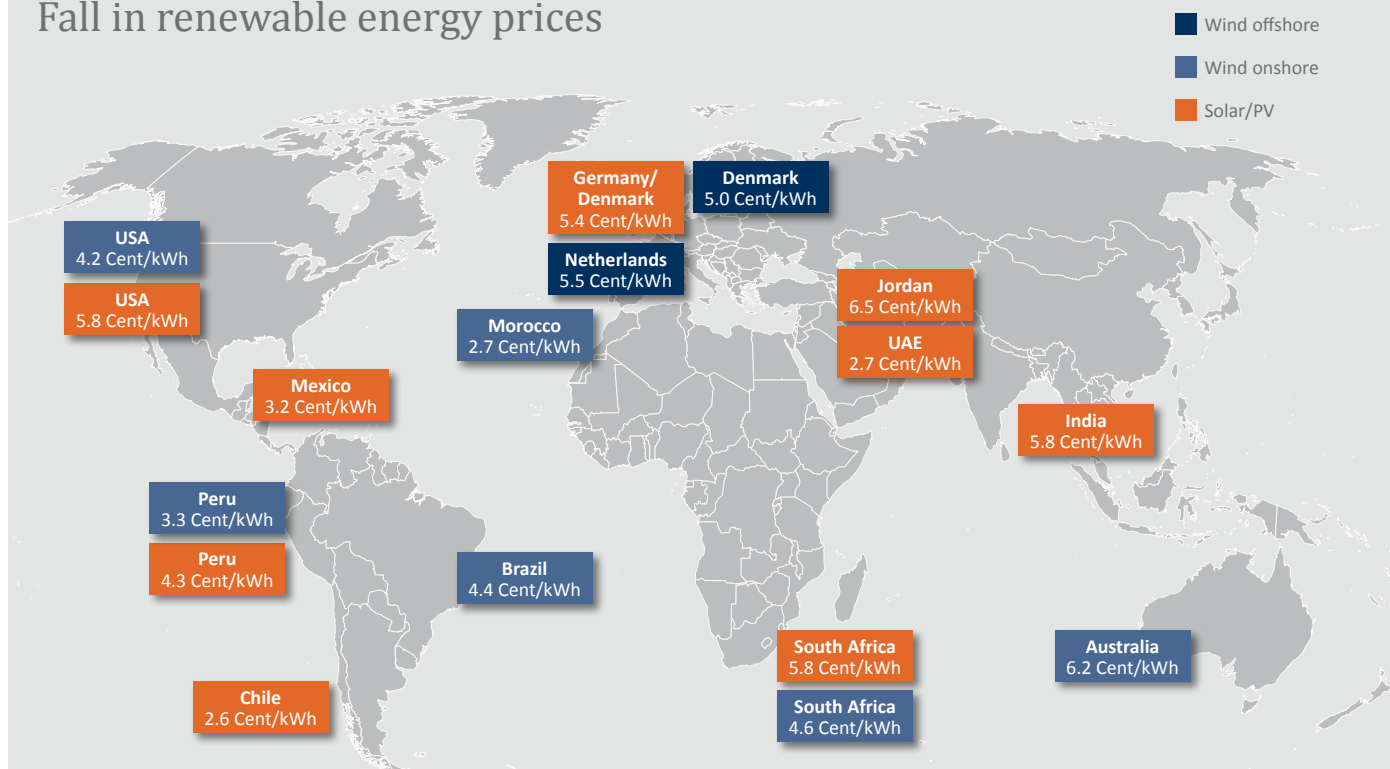 Fall in renewable energy prices
Wind offshore
Wind onshore
Solar/PV
Germany/
Denmark
5.4 Cent/kWh
Denmark
5.0 Cent/kWh
USA
4.2 Cent/kWh
Netherlands
5.5 Cent/kWh
USA
5.8 Cent/kWh
Jordan
6.5 Cent/kWh
Morocco
2.7 Cent/kWh
UAE
2.7 Cent/kWh
Mexico
3.2 Cent/kWh
India
5.8 Cent/kWh
Peru
3.3 Cent/kWh
Peru
4.3 Cent/kWh
Brazil
4.4 Cent/kWh
South Africa
5.8 Cent/kWh
Australia
6.2 Cent/kWh
Chile
2.6 Cent/kWh
South Africa
4.6 Cent/kWh